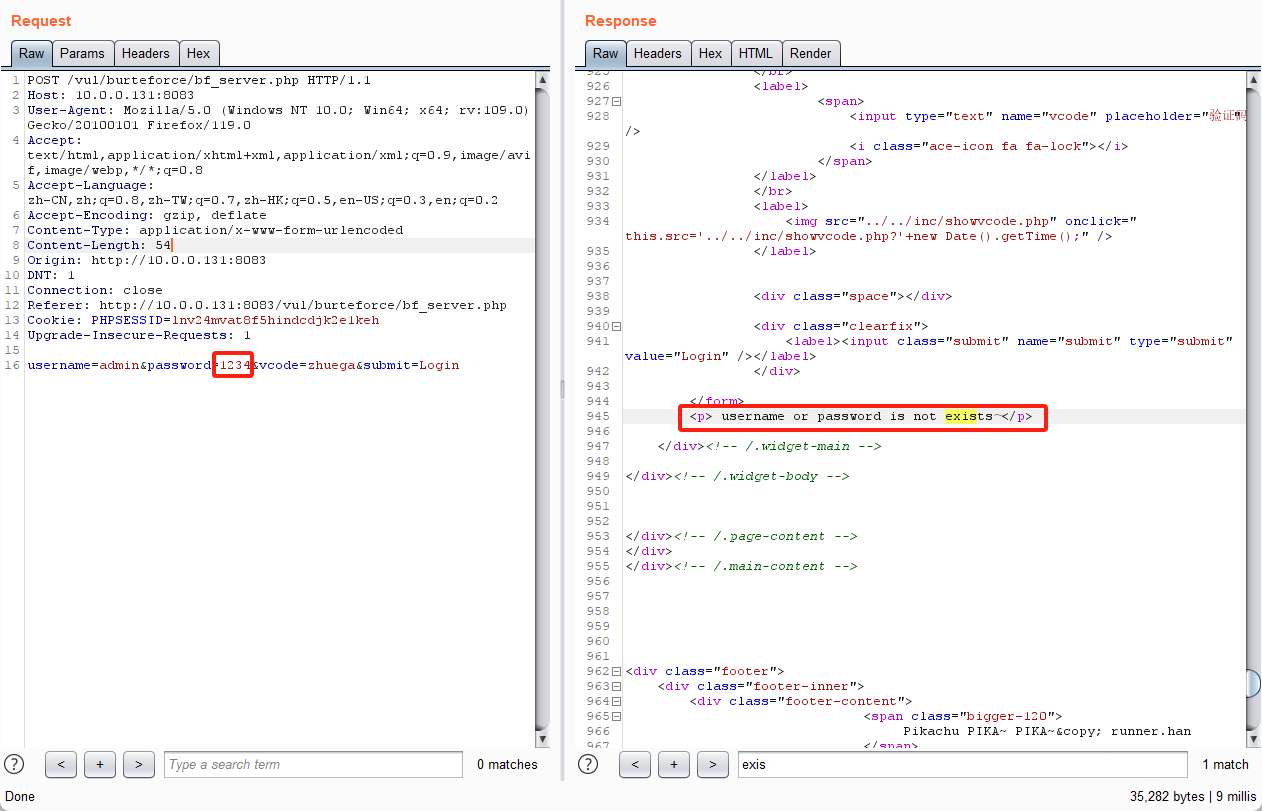 Request
Raw
Params
Headers
Hex
1 POST /vul/burteforce/bf_server.php HTTP/1.1
2 Host: 10.0.0.131:8083
3 User-Agent: Mozilla/5.0 (Windows NT 10.0; Win64; x64; rv:109.0)
Gecko/20100101 Firefox/119.0
4 Accept:
text/html,application/xhtml+xml,application/xml;q=0.9,image/avi
f,image/webp,*/*;q=0.8
5 Accept-Language:
zh-CN,zh;q=0.8,zh-TW;q=0.7,zh-HK;q=0.5,en-US;q=0.3,en;q=0.2
6 Accept-Encoding: gzip, deflate
7 Content-Type: application/x-www-form-urlencoded
8 Content-Length: 54
9 Origin: http://10.0.0.131:8083
10 DNT: 1
11 Connection: close
12 Referer: http://10.0.0.131:8083/vul/burteforce/bf_server.php
13 Cookie: PHPSESSID=lnv24mvat8f5hindcdjk2e1keh
14 Upgrade-Insecure-Requests: 1
15
16 username=admin&password=1234&vcode=zhuega&submit=Login
?
<
+
>
Type a search term
0 matches
Response
Raw
Headers
Hex
HTML
Render
925 </br>
926 <label>
927 <span>
928 <input type="text" name="vcode" placeholder="验证码"
/>
929 <i class="ace-icon fa fa-lock"></i>
930 </span>
931 </label>
932 </br>
933 <label>
934 <img src="../../inc/showvcode.php" onclick="
this.src='../../inc/showvcode.php?'+new Date().getTime();" />
935 </label>
936
937
938 <div class="space"></div>
939
940 <div class="clearfix">
941 <label><input class="submit" name="submit" type="submit"
value="Login" /></label>
942 </div>
943
944 </form>
945 <p> username or password is not exists~</p>
946
947 </div><!-- /.widget-main -->
948
949 </div><!-- /.widget-body -->
950
951
952
953 </div><!-- /.page-content -->
954 </div>
955 </div><!-- /.main-content -->
956
957
958
959
960
961
962 <div class="footer">
963 <div class="footer-inner">
964 <div class="footer-content">
965 <span class="bigger-120">
966 Pikachu PIKA~ PIKA~&copy; runner.han
967 </span>
?
<
+
>
exis
1 match
Done
35,282 bytes | 9 millis